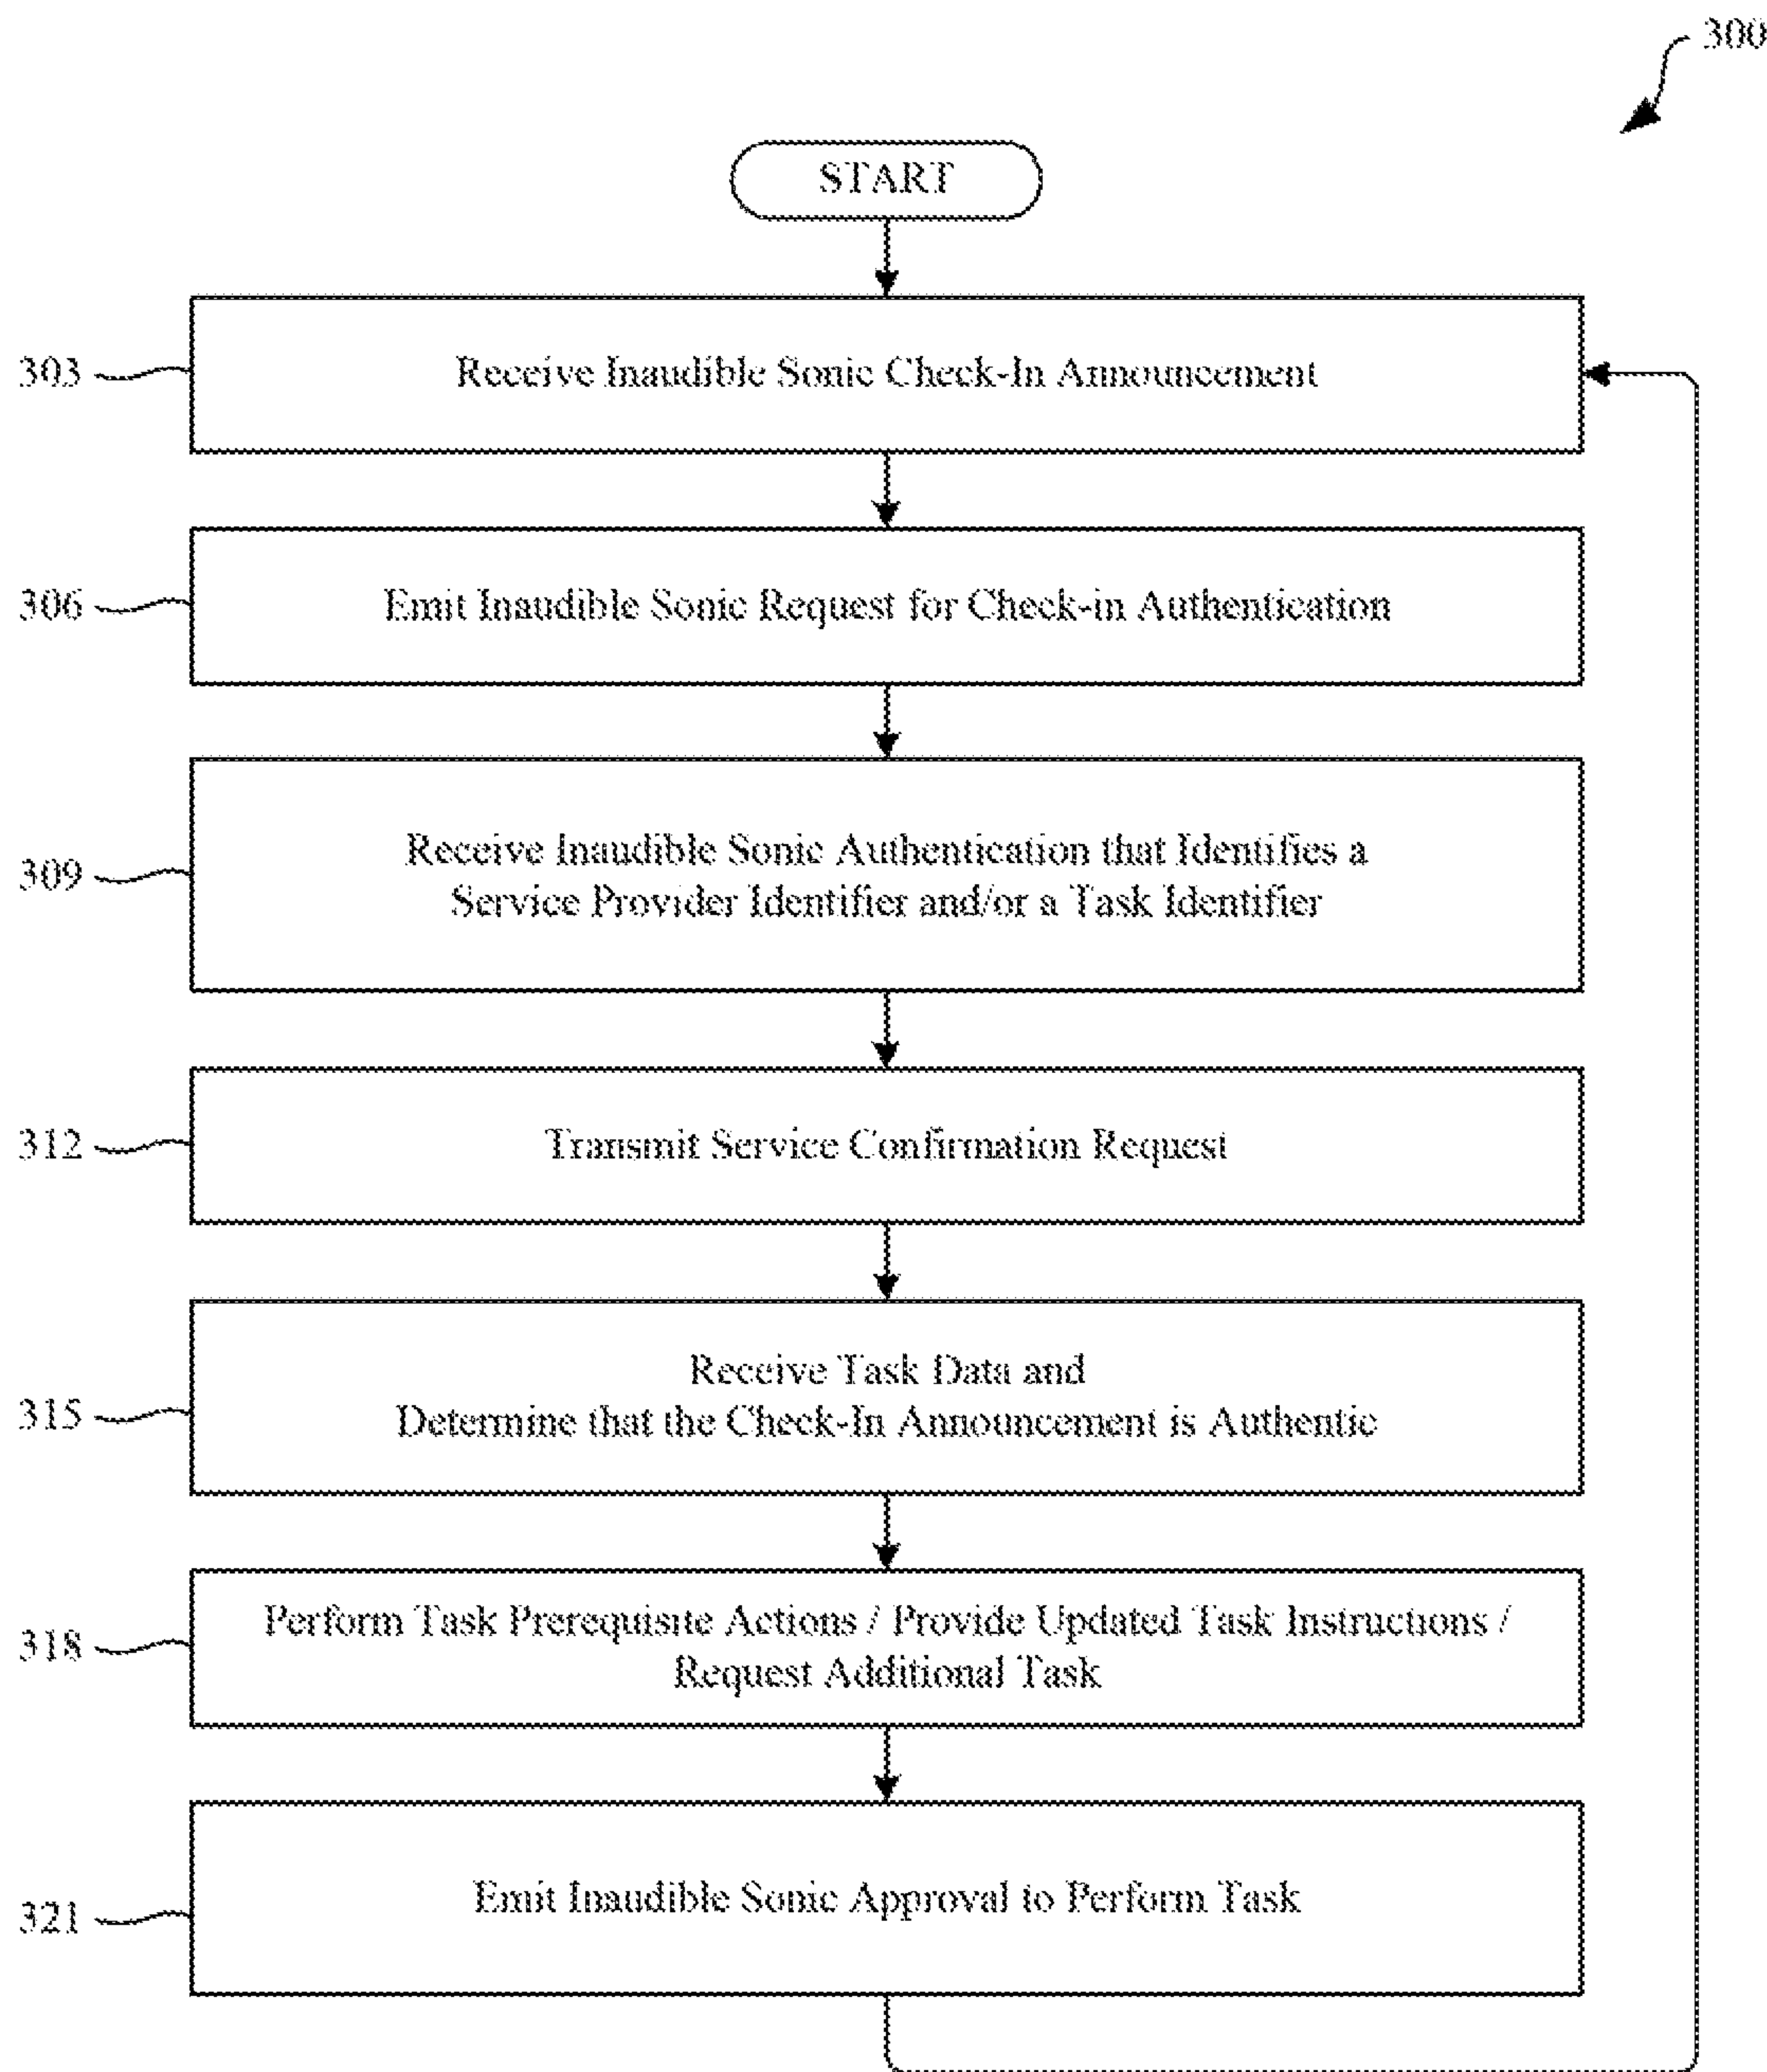 300
START
303
Receive Inaudible Sonic Check-In Announcement
306
Emit Inaudible Sonic Request for Check-in Authentication
309
Receive Inaudible Sonic Authentication that Identifies a
Service Provider Identifier and/or a Task Identifier
312
Transmit Service Confirmation Request
315
Receive Task Data and
Determine that the Check-In Announcement is Authentic
318
Perform Task Prerequisite Actions / Provide Updated Task Instructions /
Request Additional Task
321
Emit Inaudible Sonic Approval to Perform Task